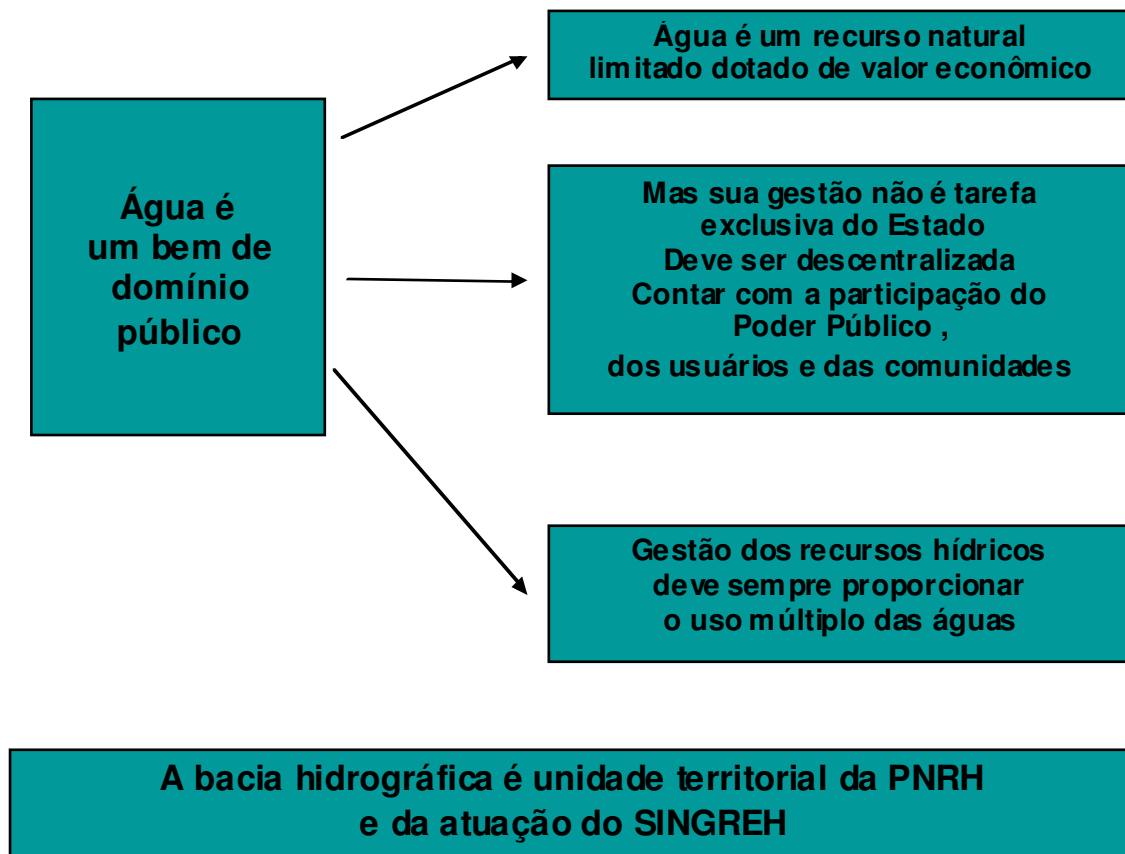 Água é
um bem de
domínio
público
Água é um recurso natural
limitado dotado de valor econômico
Mas sua gestão não é tarefa
exclusiva do Estado
Deve ser descentralizada
Contar com a participação do
Poder Público ,
dos usuários e das comunidades
Gestão dos recursos hídricos
deve sempre proporcionar
o uso múltiplo das águas
A bacia hidrográfica é unidade territorial da PNRH
e da atuação do SINGREH